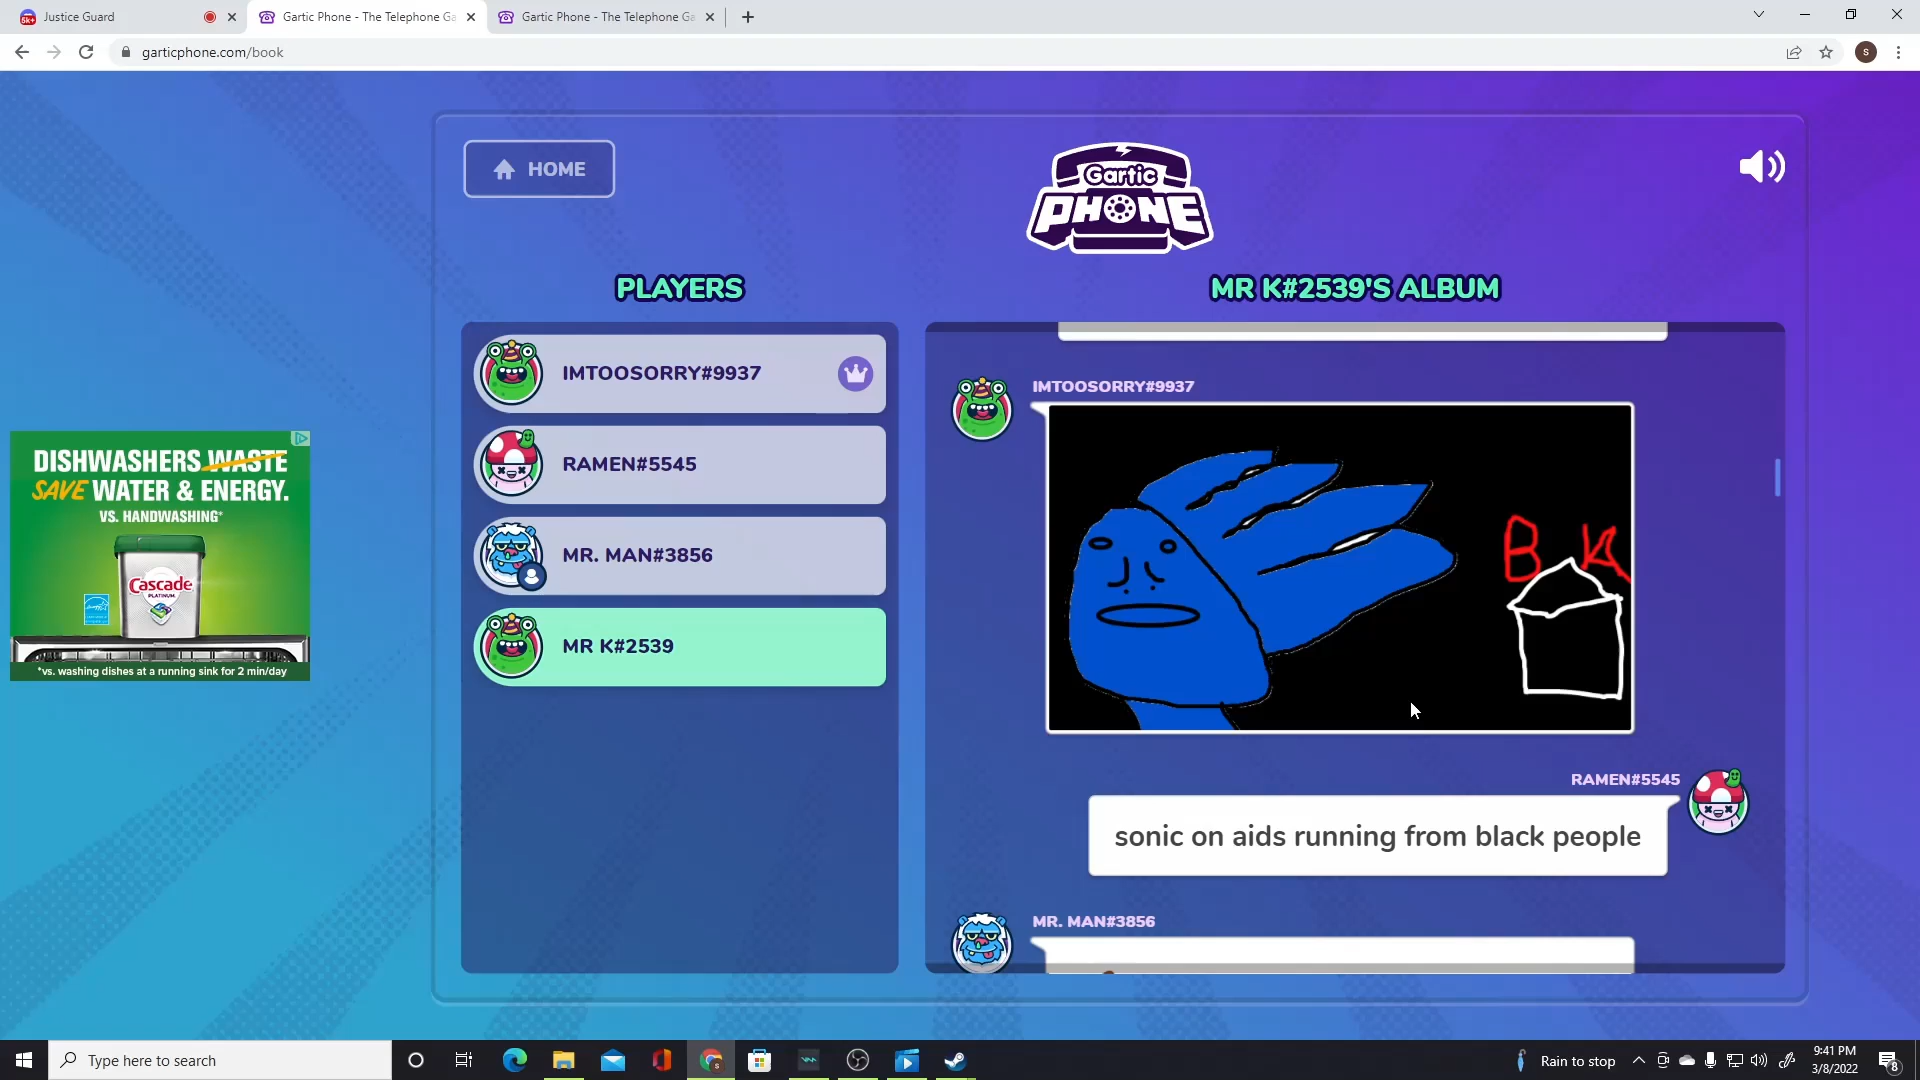 Justice Guard
Gartic Phone - The Telephone Ga
Gartic Phone - The Telephone Ga
garticphone.com/book
s
HOME
Gartic
PHONE
PLAYERS
MR K#2539'S ALBUM
IMTOOSORRY#9937
RAMEN#5545
MR. MAN#3856
MR K#2539
IMTOOSORRY#9937
B K
RAMEN#5545
sonic on aids running from black people
MR. MAN#3856
DISHWASHERS WASTE
SAVE WATER & ENERGY.
VS. HANDWASHING*
Cascade
PLATINUM
*vs. washing dishes at a running sink for 2 min/day
Type here to search
Rain to stop
9:41 PM
3/8/2022
8